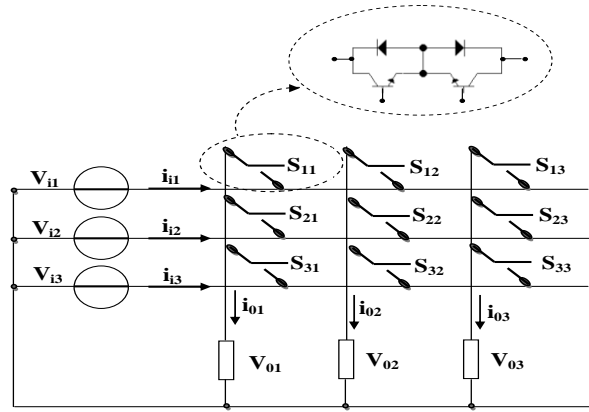 S11 S12 S13
Vi1 ii1
S21 S22 S23
Vi2 ii2
S31 S32 S33
Vi3 ii3
i01 i02 i03
V01 V02 V03